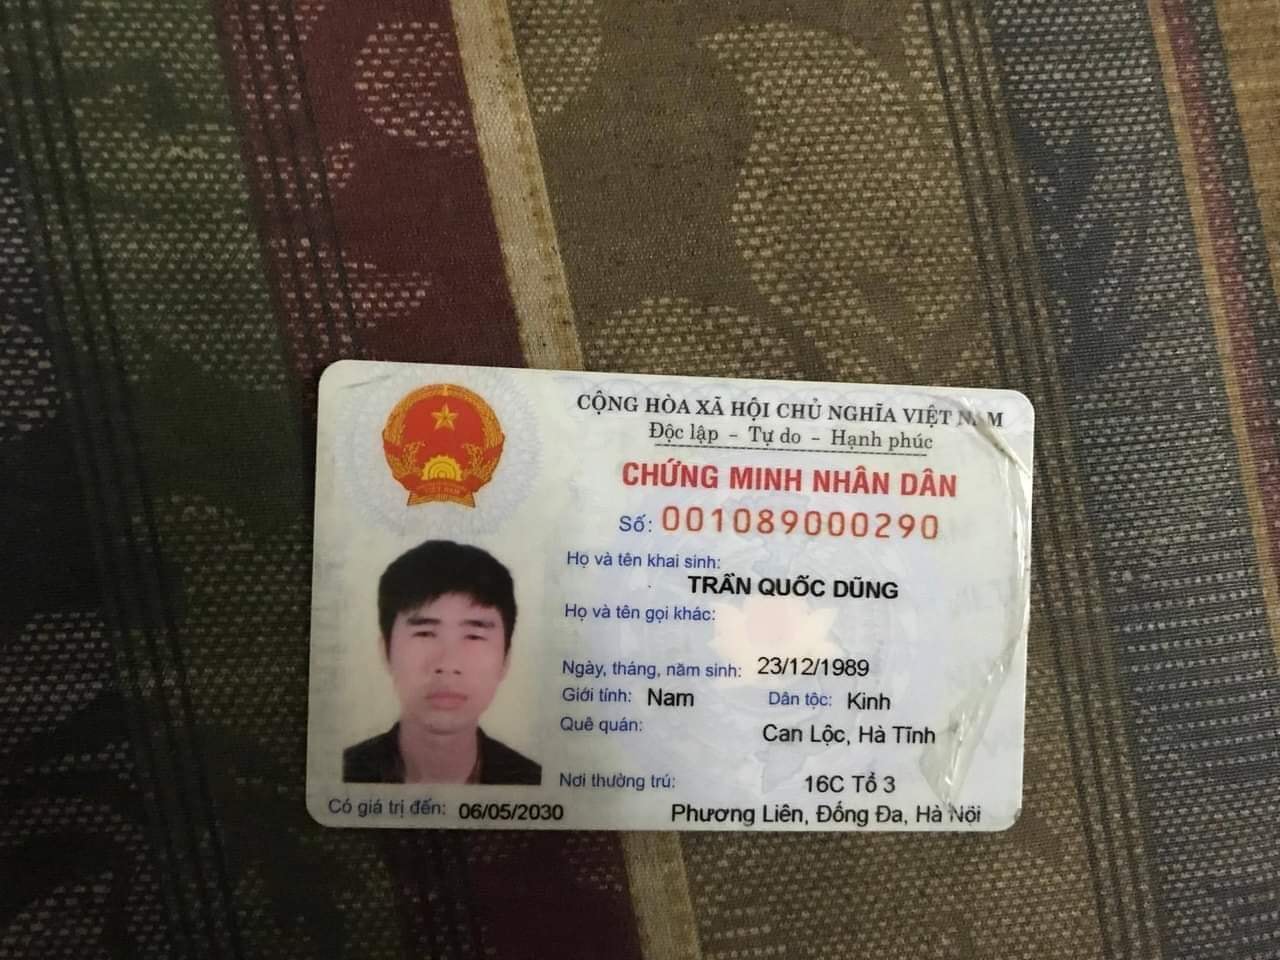 CỘNG HÒA XÃ HỘI CHỦ NGHĨA VIỆT NAM
Độc lập - Tự do - Hạnh phúc
CHỨNG MINH NHÂN DÂN
Số: 001089000290
Họ và tên khai sinh:
TRẦN QUỐC DŨNG
Họ và tên gọi khác:
Ngày, tháng, năm sinh: 23/12/1989
Giới tính: Nam Dân tộc: Kinh
Quê quán:
Can Lộc, Hà Tĩnh
Nơi thường trú: 16C Tổ 3
Phương Liên, Đống Đa, Hà Nội
Có giá trị đến: 06/05/2030
VIỆT NAM